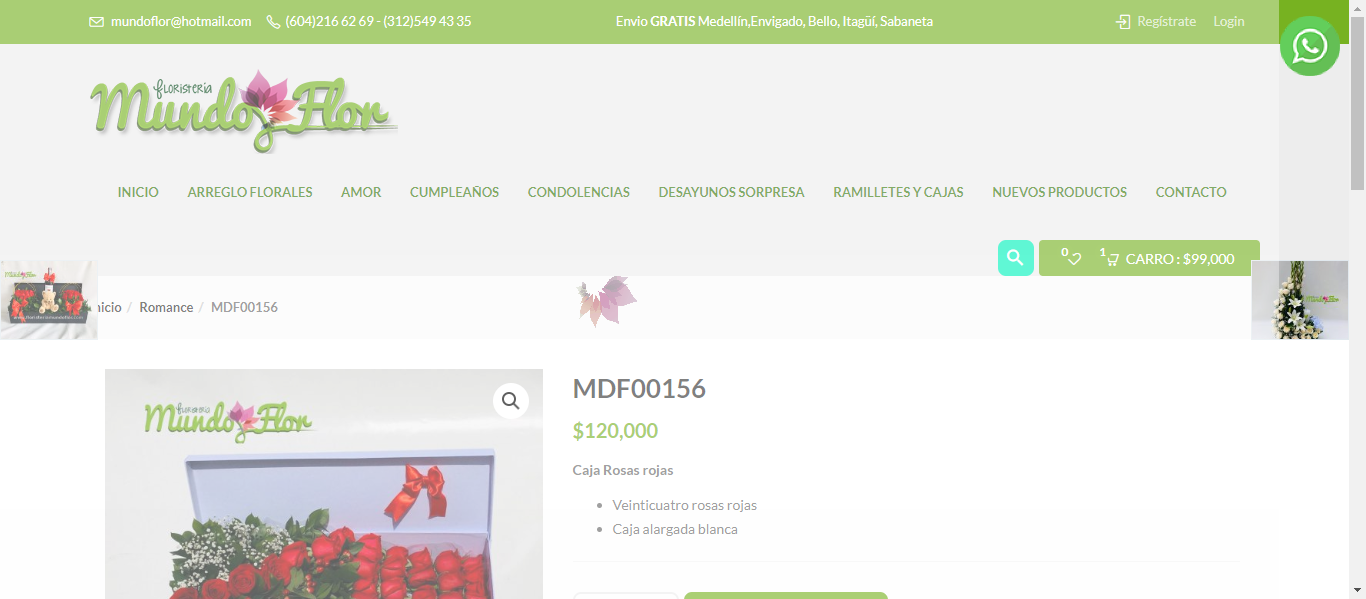 mundoflor@hotmail.com (604)216 62 69 - (312)549 43 35 Envio GRATIS Medellín,Envigado, Bello, Itagüí, Sabaneta Regístrate Login
FLORISTERÍA
Mundo Flor
INICIO ARREGLO FLORALES AMOR CUMPLEAÑOS CONDOLENCIAS DESAYUNOS SORPRESA RAMILLETES Y CAJAS NUEVOS PRODUCTOS CONTACTO
0 1 CARRO : $99,000
nicio / Romance / MDF00156
MDF00156
FLORISTERÍA
Mundo Flor
$120,000
Caja Rosas rojas
Veinticuatro rosas rojas
Caja alargada blanca